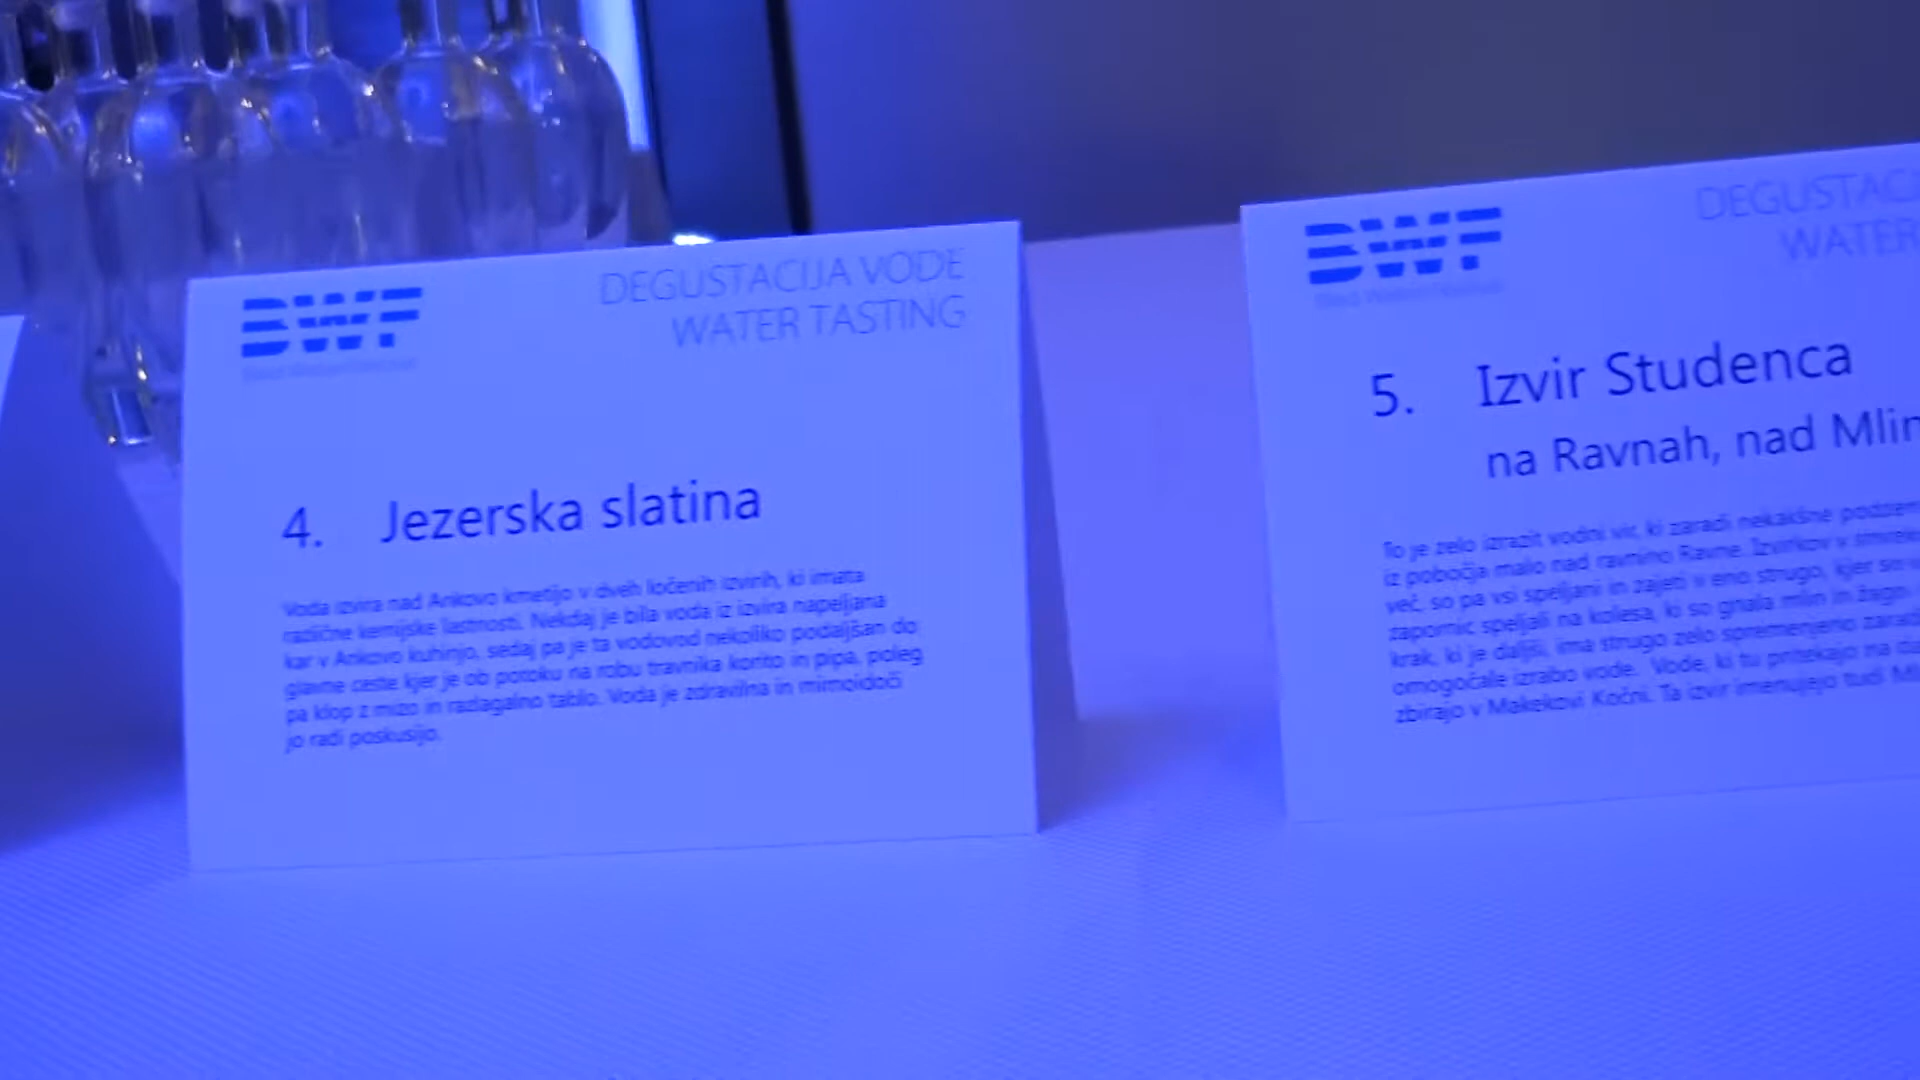 BWF
DEGUSTACIJA VODE
WATER TASTING
4. Jezerska slatina
Voda izvira nad Ankovo kmetijo v dveh ločenih izvirih, ki imata
različne kemijske lastnosti. Nekdaj je bila voda iz izvira napeljana
kar v Ankovo kuhinjo, sedaj pa je ta vodovod nekoliko podaljšan do
glavne ceste kjer je ob potoku na robu travnika korito in pipa, poleg
pa klop z mizo in razlagalno tablo. Voda je zdravilna in mimoidoči
jo radi poskusijo.
BWF
DEGUSTACI
WATER
5. Izvir Studenca
na Ravnah, nad Mlin
To je zelo izrazit vodni vir, ki zaradi nekakšne podzem
iz pobočja malo nad ravnino Ravne. Izvirkov v
več, so pa vsi speljani in zajeti v eno strugo, kjer so
zapornic speljali na kolesa, ki so gnala mlin in žago.
krak, ki je daljši, ima strugo zelo spremenjeno zaradi
omogočale izrabo vode. Vode, ki tu pritekajo na
zbirajo v Makekovi Kočni. Ta izvir imenujejo tudi